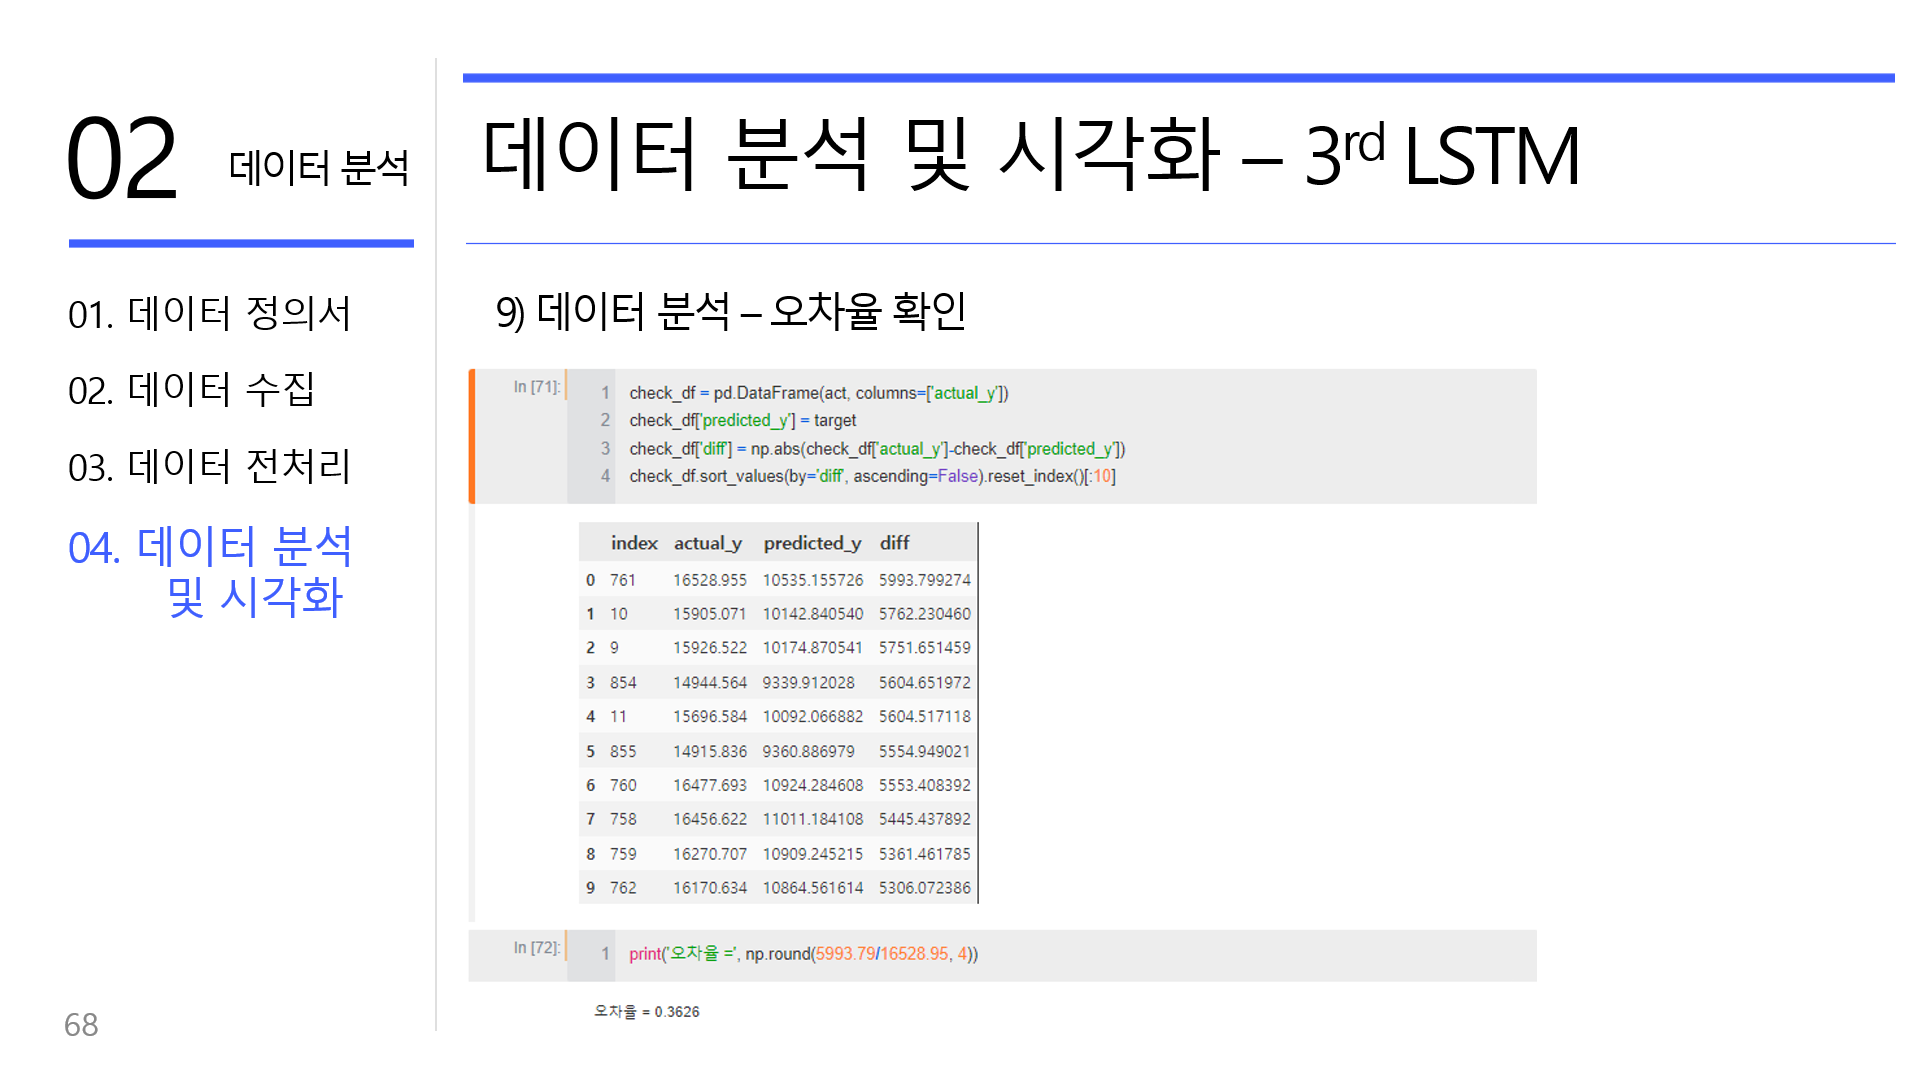 02 데이터 분석
01. 데이터 정의서
02. 데이터 수집
03. 데이터 전처리
04. 데이터 분석
및 시각화
68
데이터 분석 및 시각화 – 3rd LSTM
9) 데이터 분석 – 오차율 확인
In [71]:
1 check_df = pd.DataFrame(act, columns=['actual_y'])
2 check_df['predicted_y'] = target
3 check_df['diff'] = np.abs(check_df['actual_y']-check_df['predicted_y'])
4 check_df.sort_values(by='diff', ascending=False).reset_index()[:10]
index actual_y predicted_y diff
0 761 16528.955 10535.155726 5993.799274
1 10 15905.071 10142.840540 5762.230460
2 9 15926.522 10174.870541 5751.651459
3 854 14944.564 9339.912028 5604.651972
4 11 15696.584 10092.066882 5604.517118
5 855 14915.836 9360.886979 5554.949021
6 760 16477.693 10924.284608 5553.408392
7 758 16456.622 11011.184108 5445.437892
8 759 16270.707 10909.245215 5361.461785
9 762 16170.634 10864.561614 5306.072386
In [72]:
1 print('오차율 =', np.round(5993.79/16528.95, 4))
오차율 = 0.3626